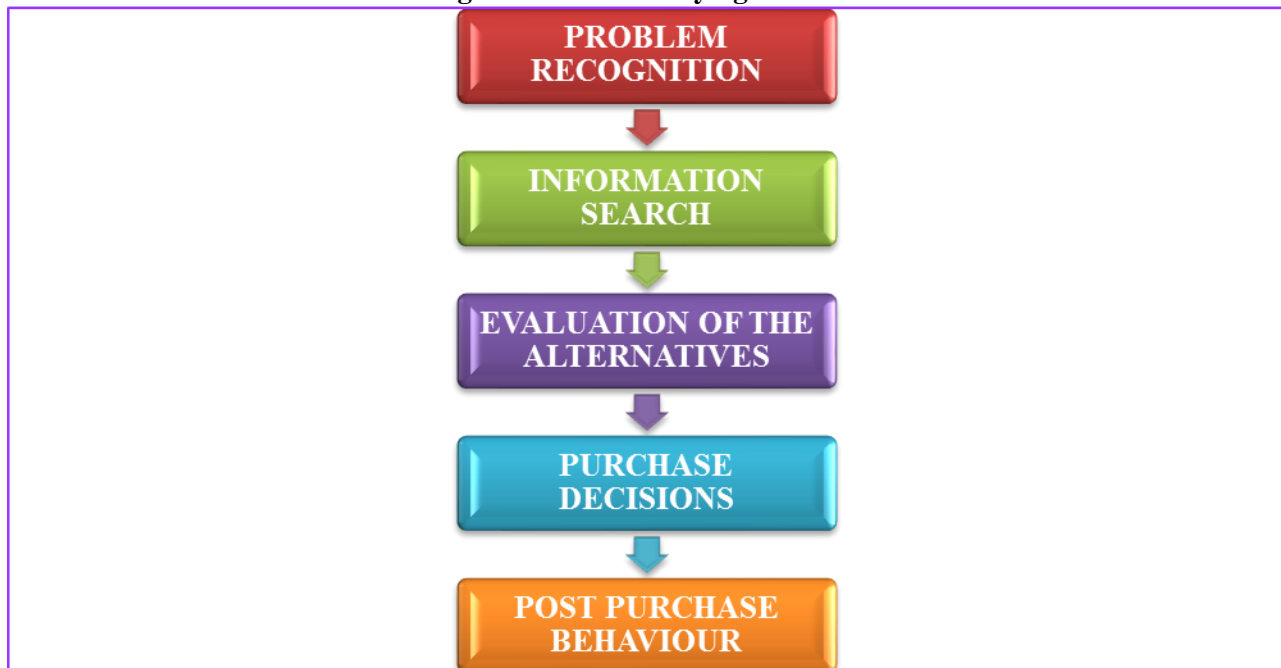 PROBLEM
RECOGNITION
INFORMATION
SEARCH
EVALUATION OF THE
ALTERNATIVES
PURCHASE
DECISIONS
POST PURCHASE
BEHAVIOUR